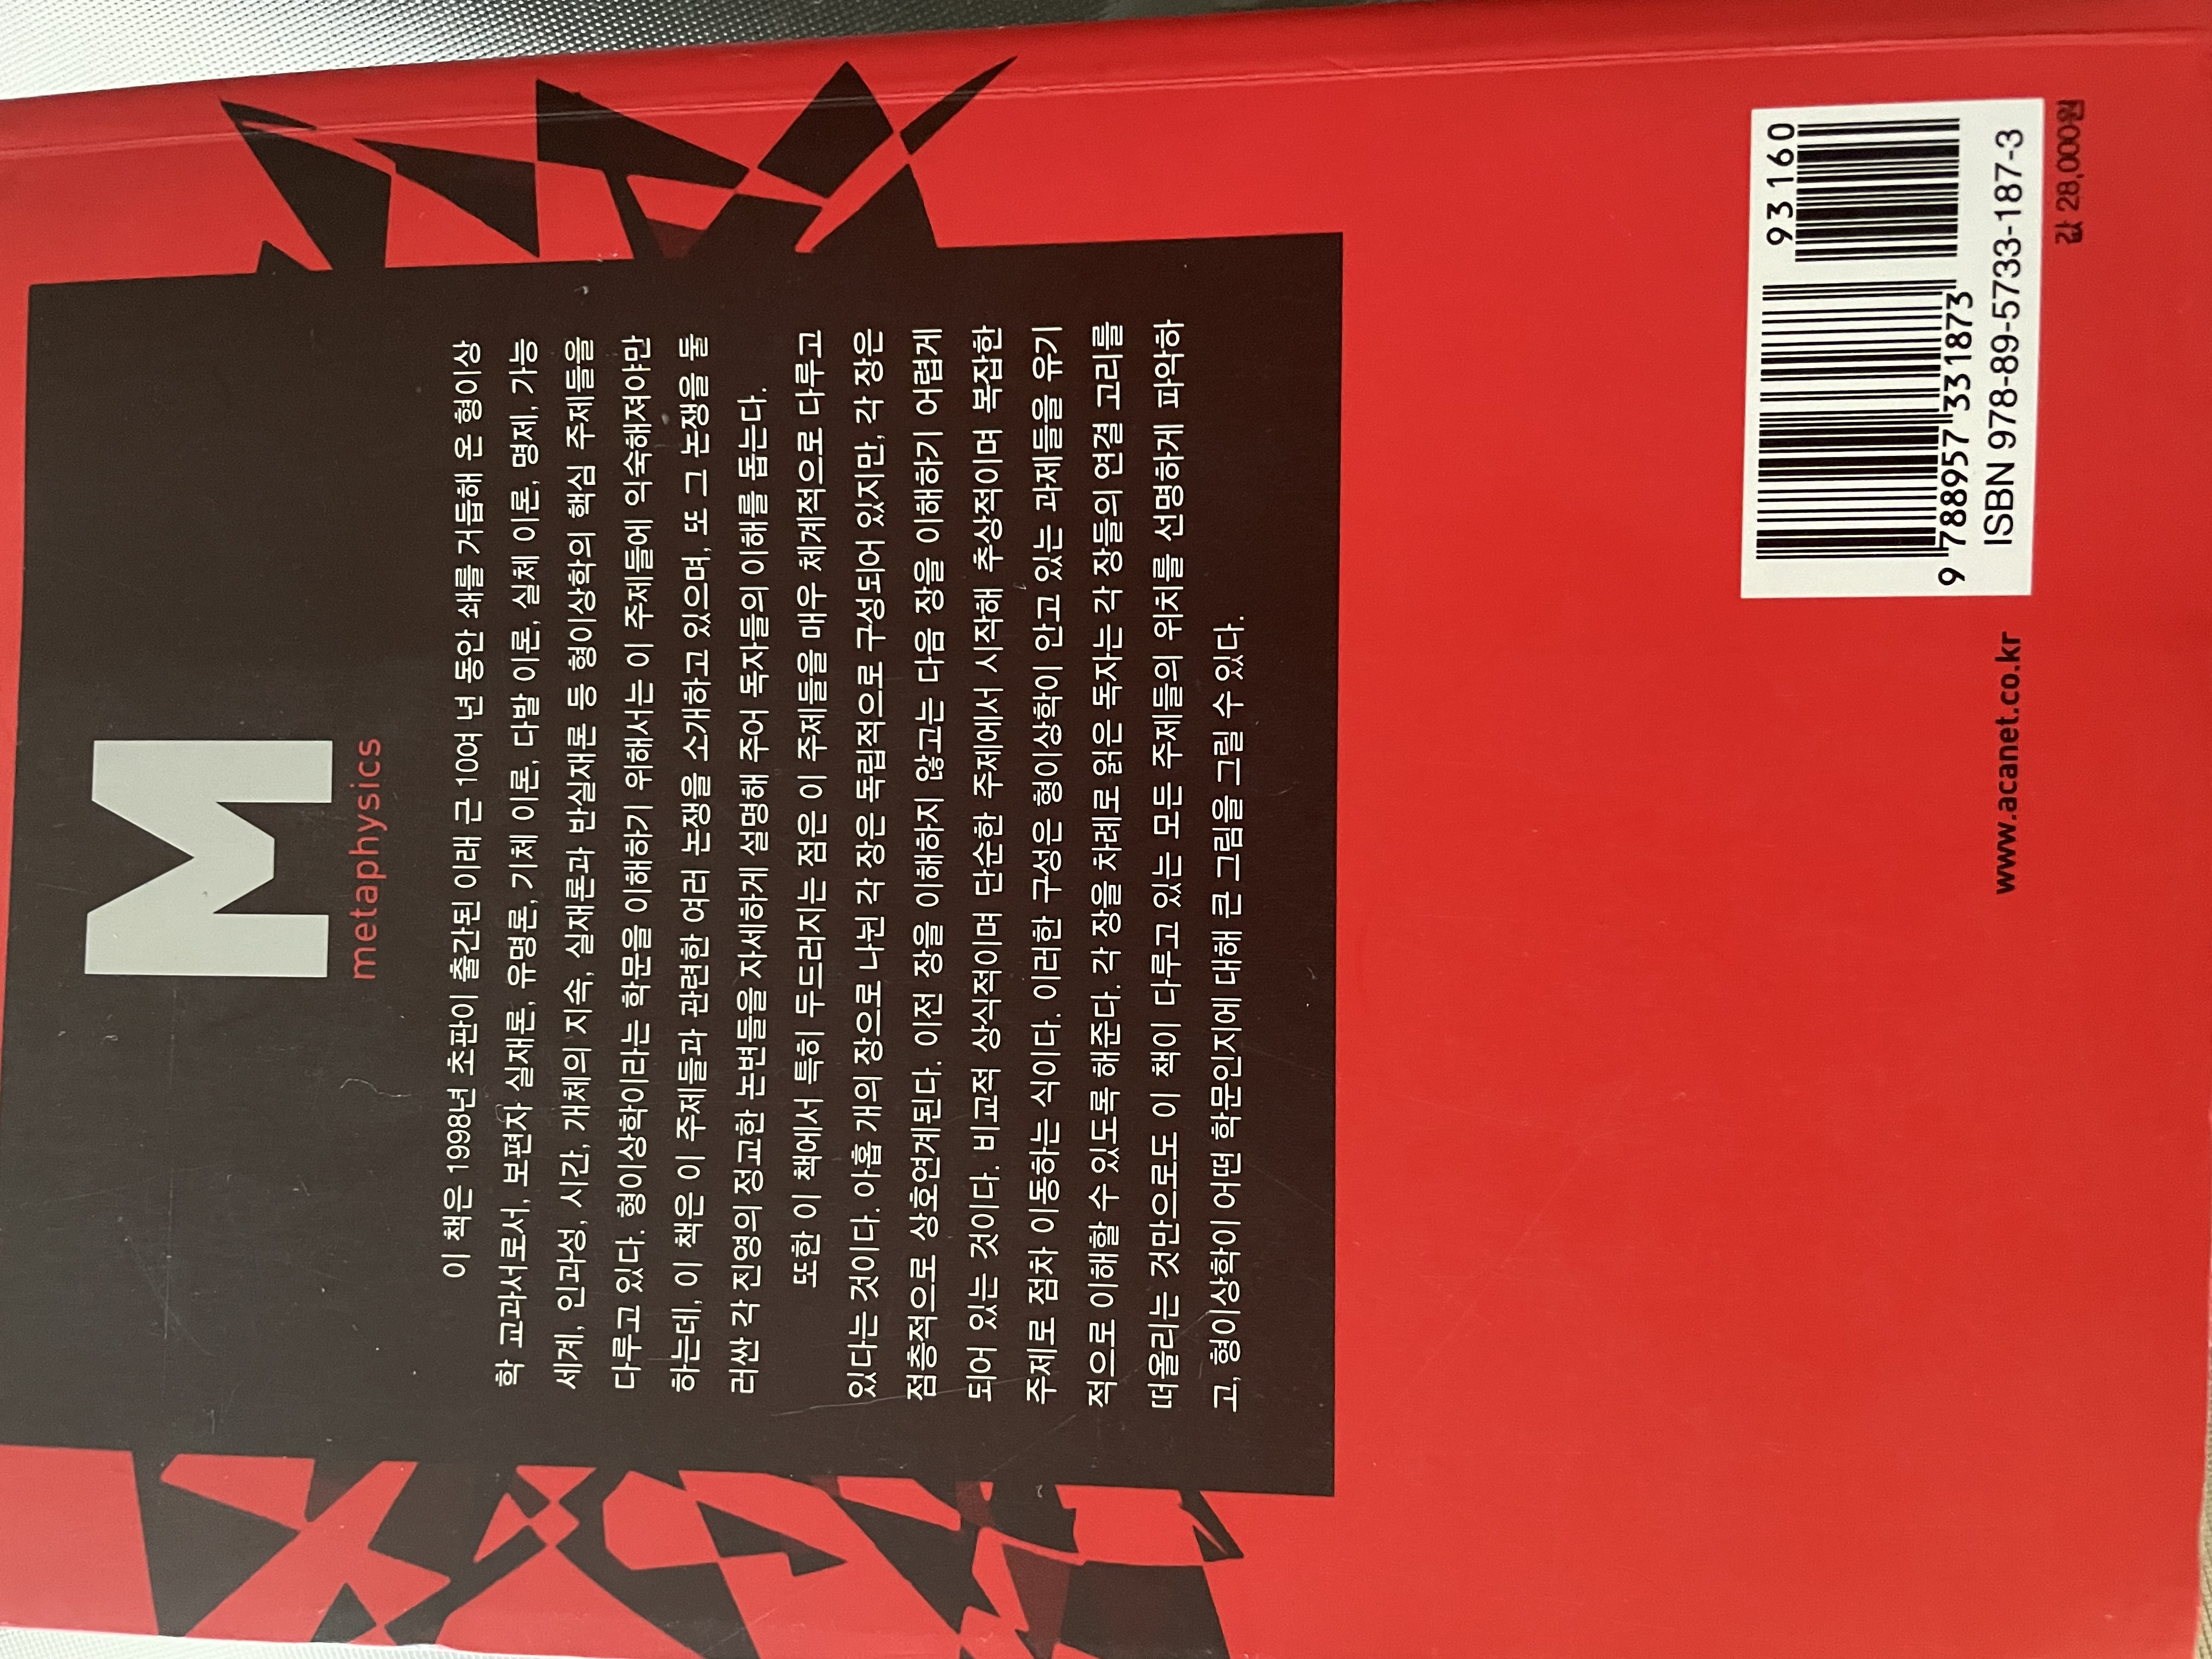 M
metaphysics
이 책은 1998년 초판이 출간된 이래 근 10여 년 동안 쇄를 거듭해 온 형이상
학 교과서로서, 보편자 실재론, 유명론, 기체 이론, 다발 이론, 실체 이론, 명제, 가능
세계, 인과성, 시간, 개체의 지속, 실재론과 반실재론 등 형이상학의 핵심 주제들을
다루고 있다. 형이상학이라는 학문을 이해하기 위해서는 이 주제들에 익숙해져야만
하는데, 이 책은 이 주제들과 관련한 여러 논쟁을 소개하고 있으며, 또 그 논쟁을 둘
러싼 각 진영의 정교한 논변들을 자세하게 설명해 주어 독자들의 이해를 돕는다.
또한 이 책에서 특히 두드러지는 점은 이 주제들을 매우 체계적으로 다루고
있다는 것이다. 아홉 개의 장으로 나뉜 각 장은 독립적으로 구성되어 있지만, 각 장은
점층적으로 상호연계된다. 이전 장을 이해하지 않고는 다음 장을 이해하기 어렵게
되어 있는 것이다. 비교적 상식적이며 단순한 주제에서 시작해 추상적이며 복잡한
주제로 점차 이동하는 식이다. 이러한 구성은 형이상학이 안고 있는 과제들을 유기
적으로 이해할 수 있도록 해준다. 각 장을 차례로 읽은 독자는 각 장들의 연결 고리를
떠올리는 것만으로도 이 책이 다루고 있는 모든 주제들의 위치를 선명하게 파악하
고, 형이상학이 어떤 학문인지에 대해 큰 그림을 그릴 수 있다.
93160
9 788957 331873
ISBN 978-89-5733-187-3
www.acanet.co.kr
값 28,000원